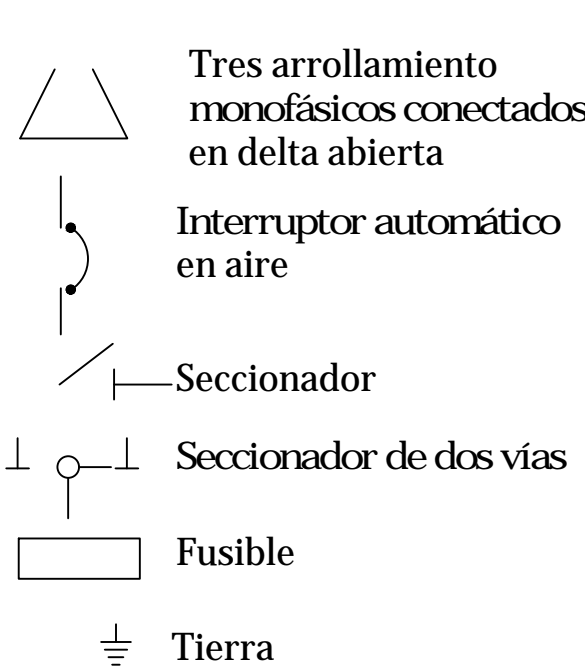 Tres arrollamiento
monofásicos conectados
en delta abierta
Interruptor automático
en aire
Seccionador
Seccionador de dos vías
Fusible
Tierra